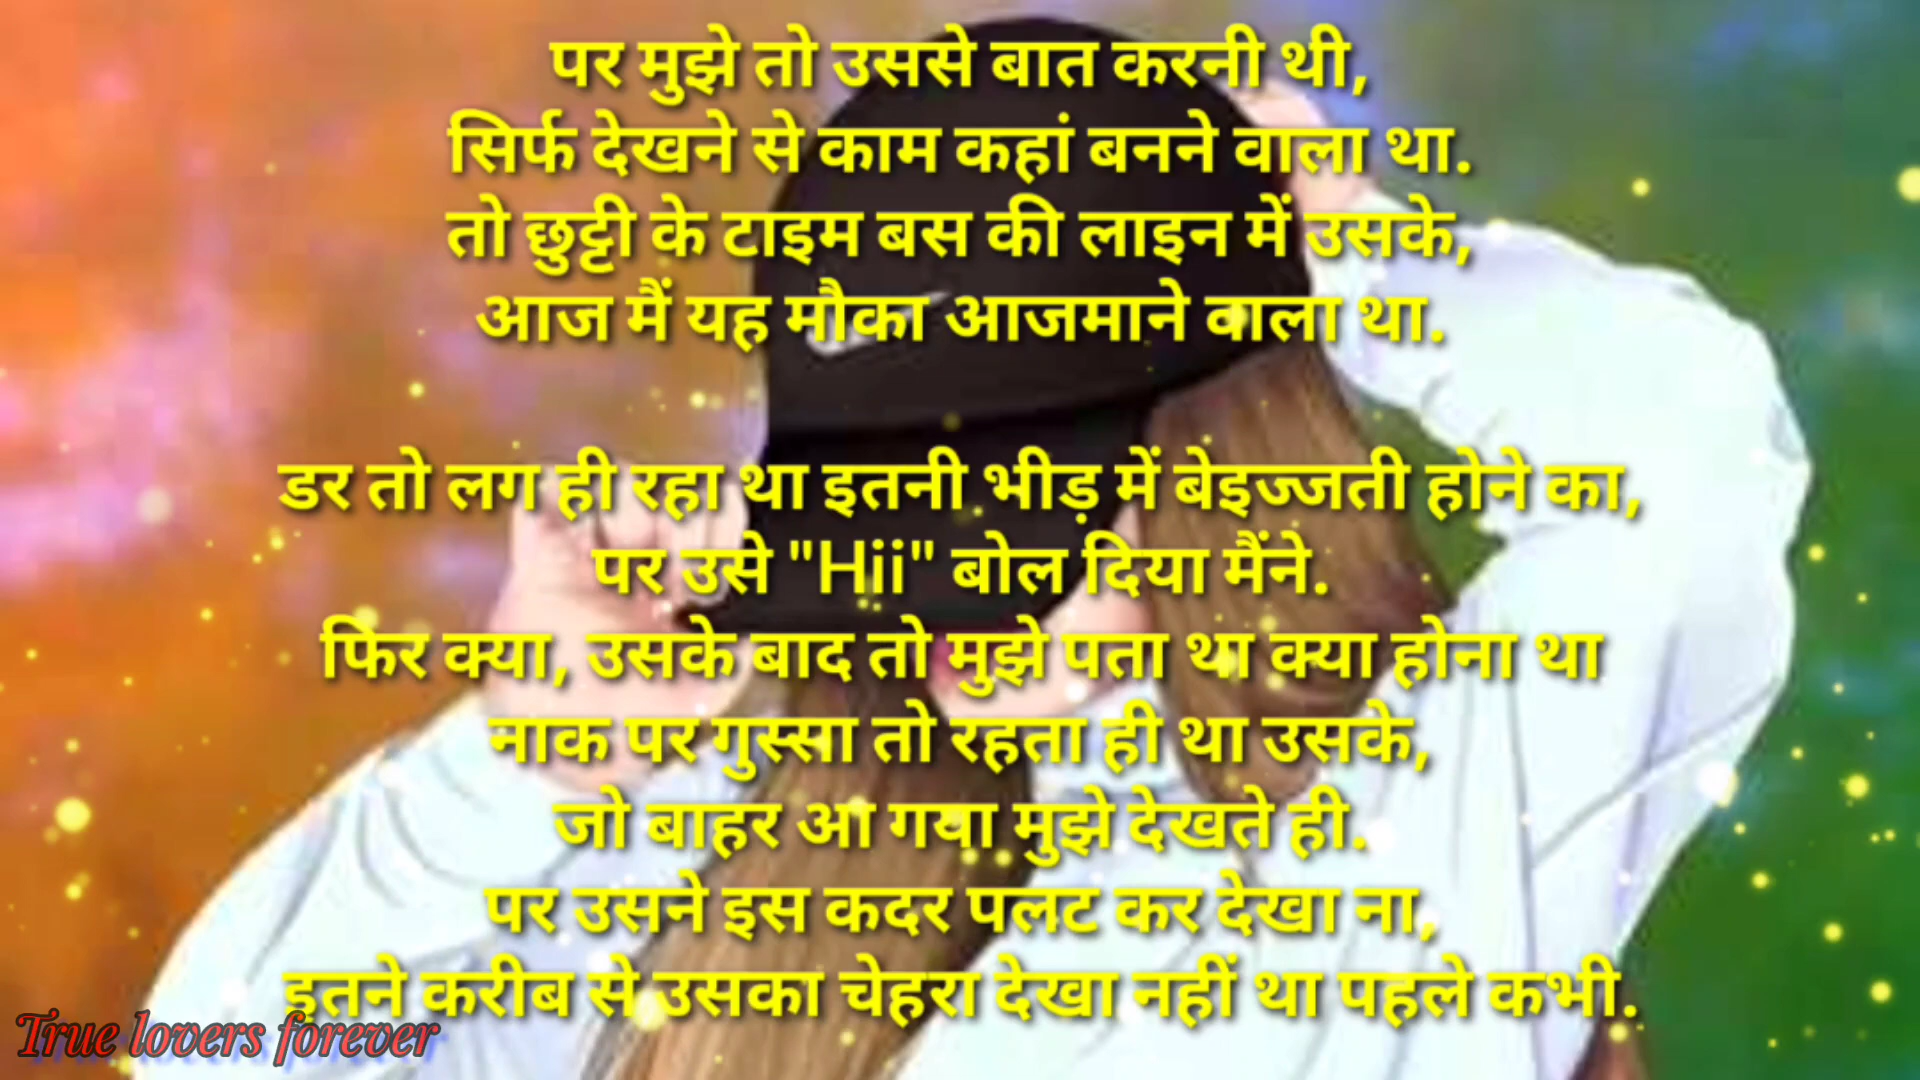 पर मुझे तो उससे बात करनी थी,
सिर्फ देखने से काम कहां बनने वाला था.
तो छुट्टी के टाइम बस की लाइन में उसके,
आज मैं यह मौका आजमाने वाला था.
डर तो लग ही रहा था इतनी भीड़ में बेइज्जती होने का,
पर उसे "Hii" बोल दिया मैंने.
फिर क्या, उसके बाद तो मुझे पता था क्या होना था
नाक पर गुस्सा तो रहता ही था उसके,
जो बाहर आ गया मुझे देखते ही.
पर उसने इस कदर पलट कर देखा ना,
इतने करीब से उसका चेहरा देखा नहीं था पहले कभी.
True lovers forever